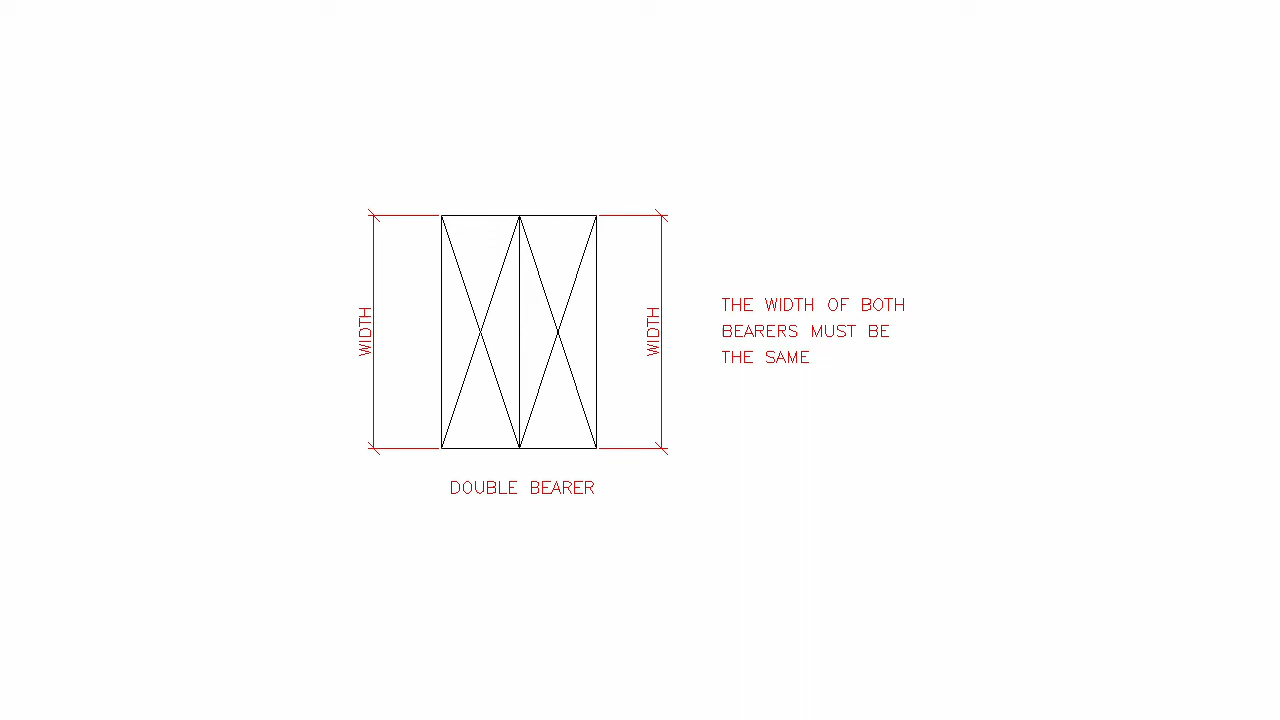 WIDTH
WIDTH
THE WIDTH OF BOTH
BEARERS MUST BE
THE SAME
DOUBLE BEARER